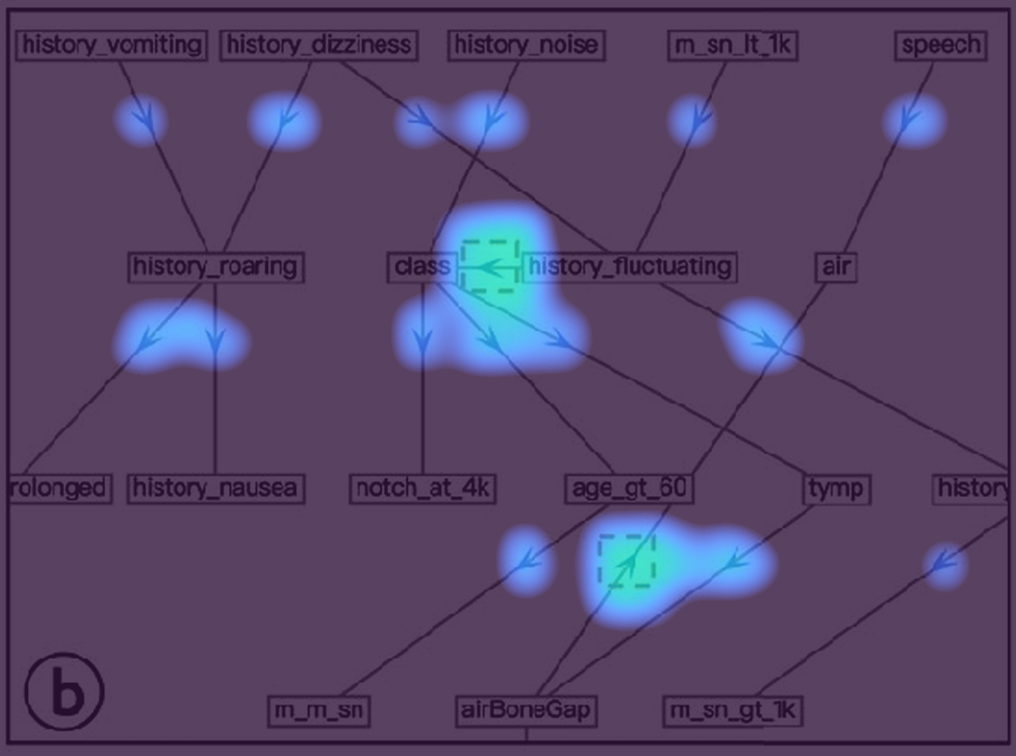 history_vomiting history_dizziness history_noise m_sn_lt_1k speech
history_roaring class history_fluctuating air
rolonged history_nausea notch_at_4k age_gt_60 tymp history
m_m_sn airBoneGap m_sn_gt_1k
b